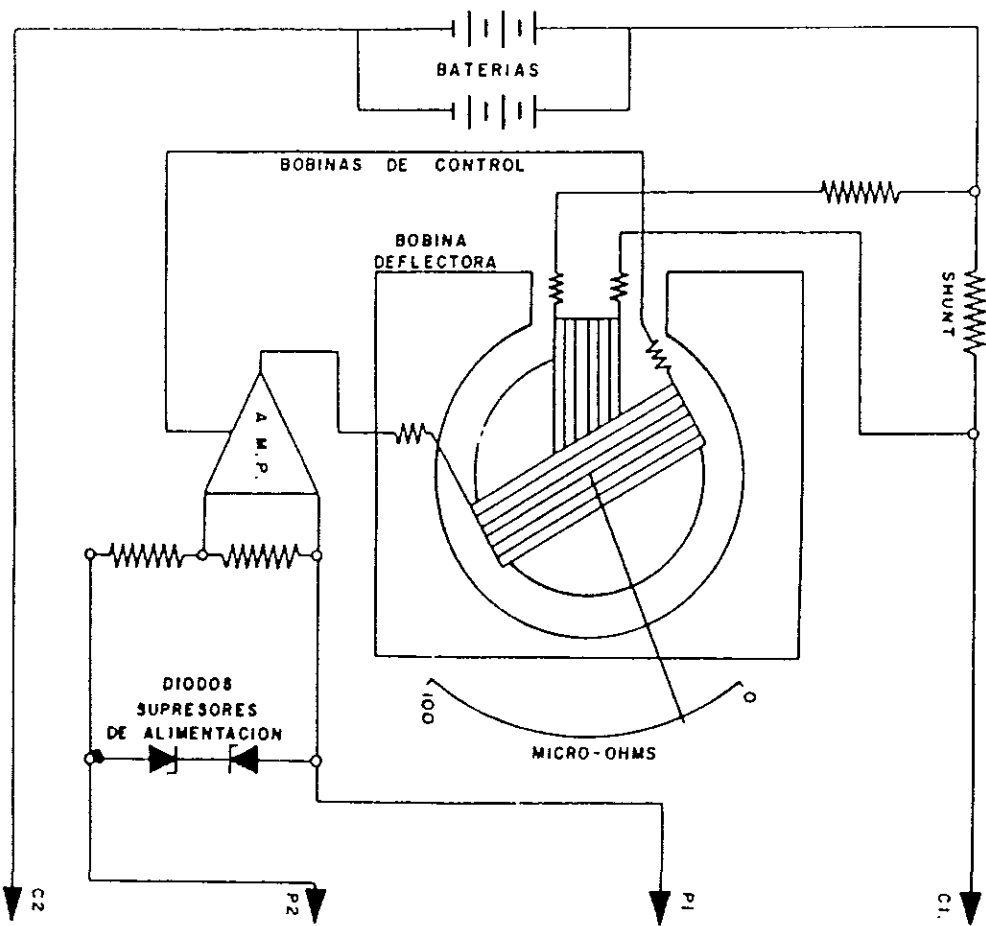 BATERIAS
BOBINAS DE CONTROL
BOBINA
DEFLECTORA
SHUNT
A M.P.
DIODOS
SUPRESORES
DE ALIMENTACION
100
0
MICRO-OHMS
C2
P2
P1
C1.